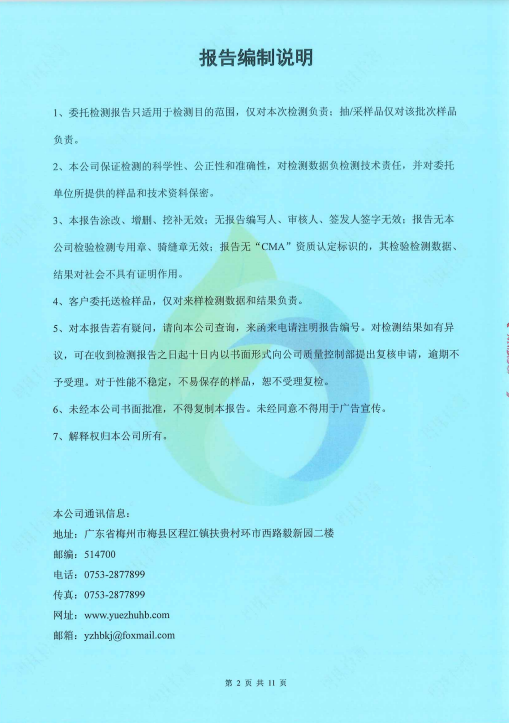 报告编制说明
1、委托检测报告只适用于检测目的范围，仅对本次检测负责；抽/采样品仅对该批次样品
负责。
2、本公司保证检测的科学性、公正性和准确性，对检测数据负检测技术责任，并对委托
单位所提供的样品和技术资料保密。
3、本报告涂改、增删、挖补无效；无报告编写人、审核人、签发人签字无效；报告无本
公司检验检测专用章、骑缝章无效；报告无“CMA”资质认定标识的，其检验检测数据、
结果对社会不具有证明作用。
4、客户委托送检样品，仅对来样检测数据和结果负责。
5、对本报告若有疑问，请向本公司查询，来函来电请注明报告编号。对检测结果如有异
议，可在收到检测报告之日起十日内以书面形式向公司质量控制部提出复核申请，逾期不
予受理。对于性能不稳定，不易保存的样品，恕不受理复检。
6、未经本公司书面批准，不得复制本报告。未经同意不得用于广告宣传。
7、解释权归本公司所有。
本公司通讯信息：
地址：广东省梅州市梅县区程江镇扶贵村环市西路毅新园二楼
邮编：514700
电话：0753-2877899
传真：0753-2877899
网址：www.yuezhuhb.com
邮箱：yzhbkj@foxmail.com
第 2 页 共 11 页